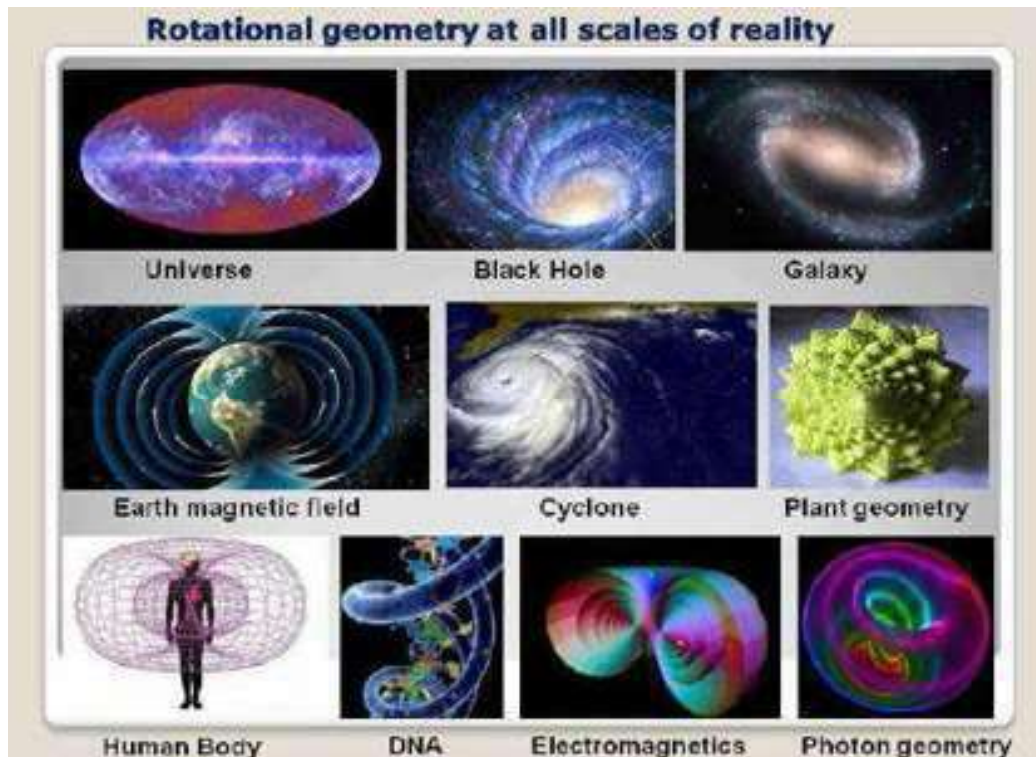 Rotational geometry at all scales of reality
Universe Black Hole Galaxy
Earth magnetic field Cyclone Plant geometry
Human Body DNA Electromagnetics Photon geometry